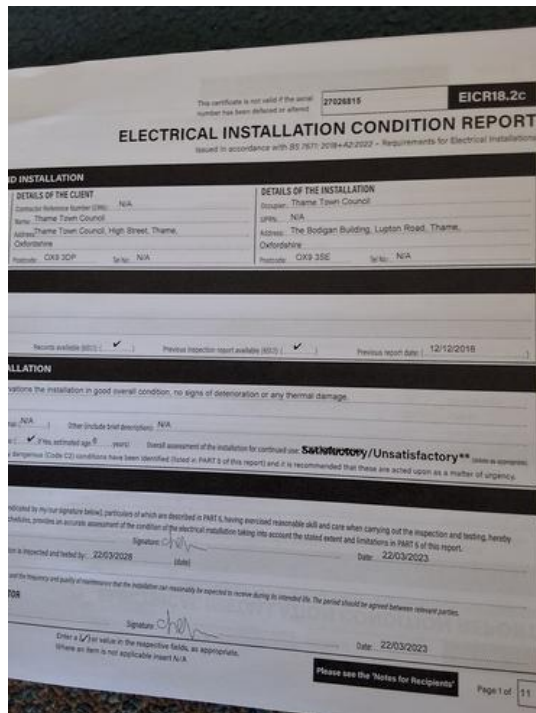 This certificate is not valid if the serial number has been defaced or altered
27026815
EICR18.2c
ELECTRICAL INSTALLATION CONDITION REPORT
Issued in accordance with BS 7671: 2018+A2:2022 – Requirements for Electrical Installations
D INSTALLATION
DETAILS OF THE CLIENT
Contractor Reference Number (CRN): N/A
Name: Thame Town Council
Address: Thame Town Council, High Street, Thame,
Oxfordshire
Postcode: OX9 3DP Tel No: N/A
DETAILS OF THE INSTALLATION
Occupier: Thame Town Council
UPRN: N/A
Address: The Bodigan Building, Lupton Road, Thame,
Oxfordshire
Postcode: OX9 3SE Tel No: N/A
Records available (651.1) ( ✔ ) Previous inspection report available (651.1) ( ✔ ) Previous report date: ( 12/12/2016 )
ALLATION
vations the installation in good overall condition, no signs of deterioration or any thermal damage.
N/A ) Other (include brief description): N/A
( ✔ If Yes, estimated age: years) Overall assessment of the installation for continued use: Satisfactory/Unsatisfactory**
dangerous (Code C2) conditions have been identified (listed in PART 5 of this report) and it is recommended that these are acted upon as a matter of urgency.
indicated by my/our signature below), particulars of which are described in PART 6, having exercised reasonable skill and care when carrying out the inspection and testing, hereby
schedules, provides an accurate assessment of the condition of the electrical installation taking into account the stated extent and limitations in PART 6 of this report.
Signature: Date: 22/03/2023
tion is inspected and tested by: 22/03/2028 (date)
and the frequency and quality of maintenance that the installation can reasonably be expected to receive during its intended life. The period should be agreed between relevant parties.
TOR
Signature: Date: 22/03/2023
Enter a (✔) or value in the respective fields, as appropriate.
Where an item is not applicable insert N/A
Please see the 'Notes for Recipients'
Page 1 of 11